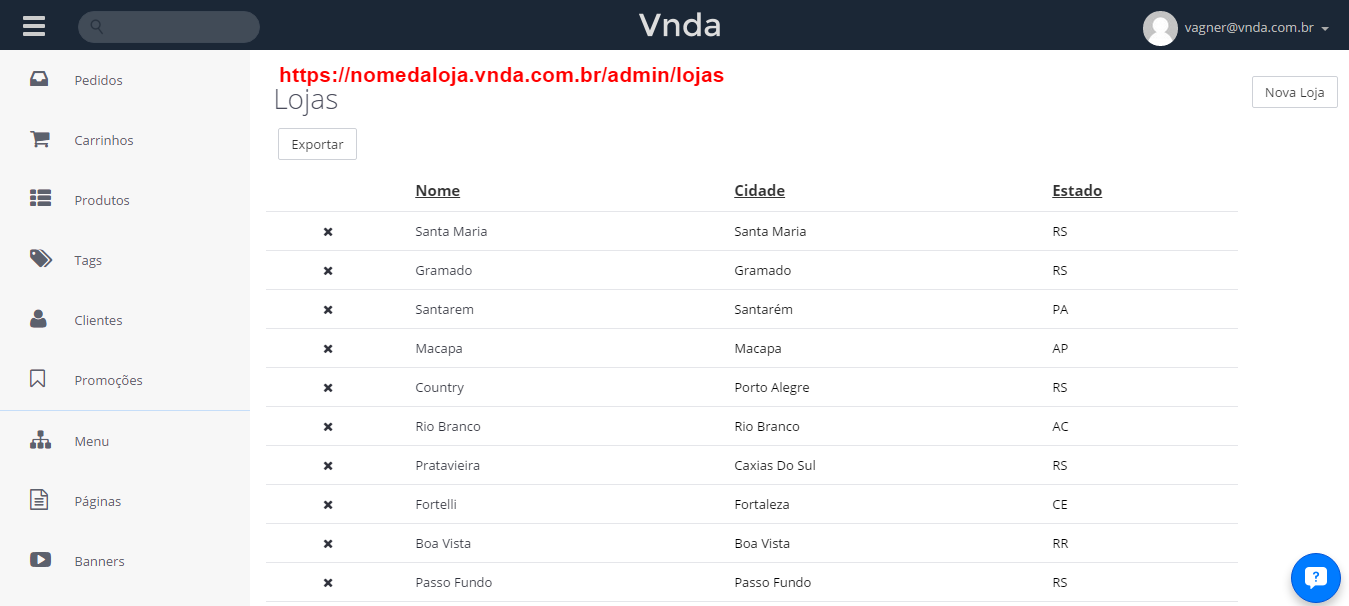 Vnda
vagner@vnda.com.br
Pedidos
Carrinhos
Produtos
Tags
Clientes
Promoções
Menu
Páginas
Banners
https://nomedaloja.vnda.com.br/admin/lojas
Lojas
Nova Loja
Exportar
Nome Cidade Estado
Santa Maria Santa Maria RS
Gramado Gramado RS
Santarem Santarém PA
Macapa Macapa AP
Country Porto Alegre RS
Rio Branco Rio Branco AC
Pratavieira Caxias Do Sul RS
Fortelli Fortaleza CE
Boa Vista Boa Vista RR
Passo Fundo Passo Fundo RS
?